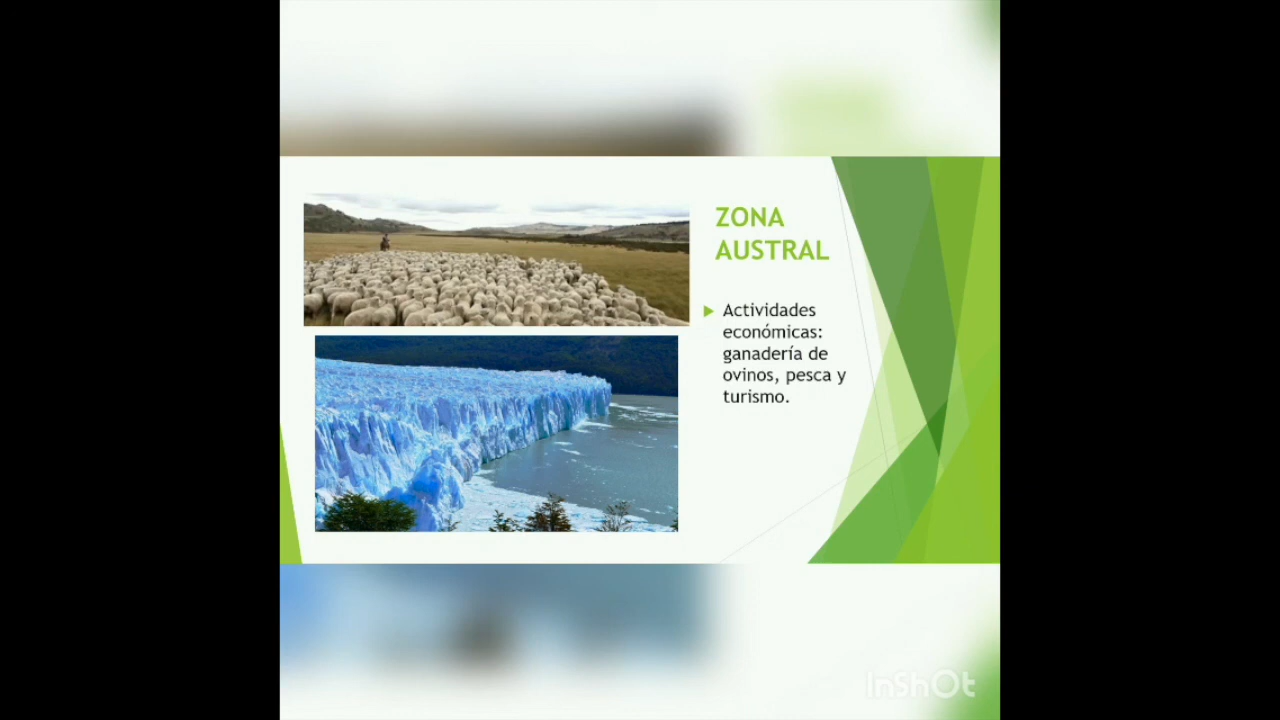 ZONA
AUSTRAL
Actividades
económicas:
ganadería de
ovinos, pesca y
turismo.
InShOt